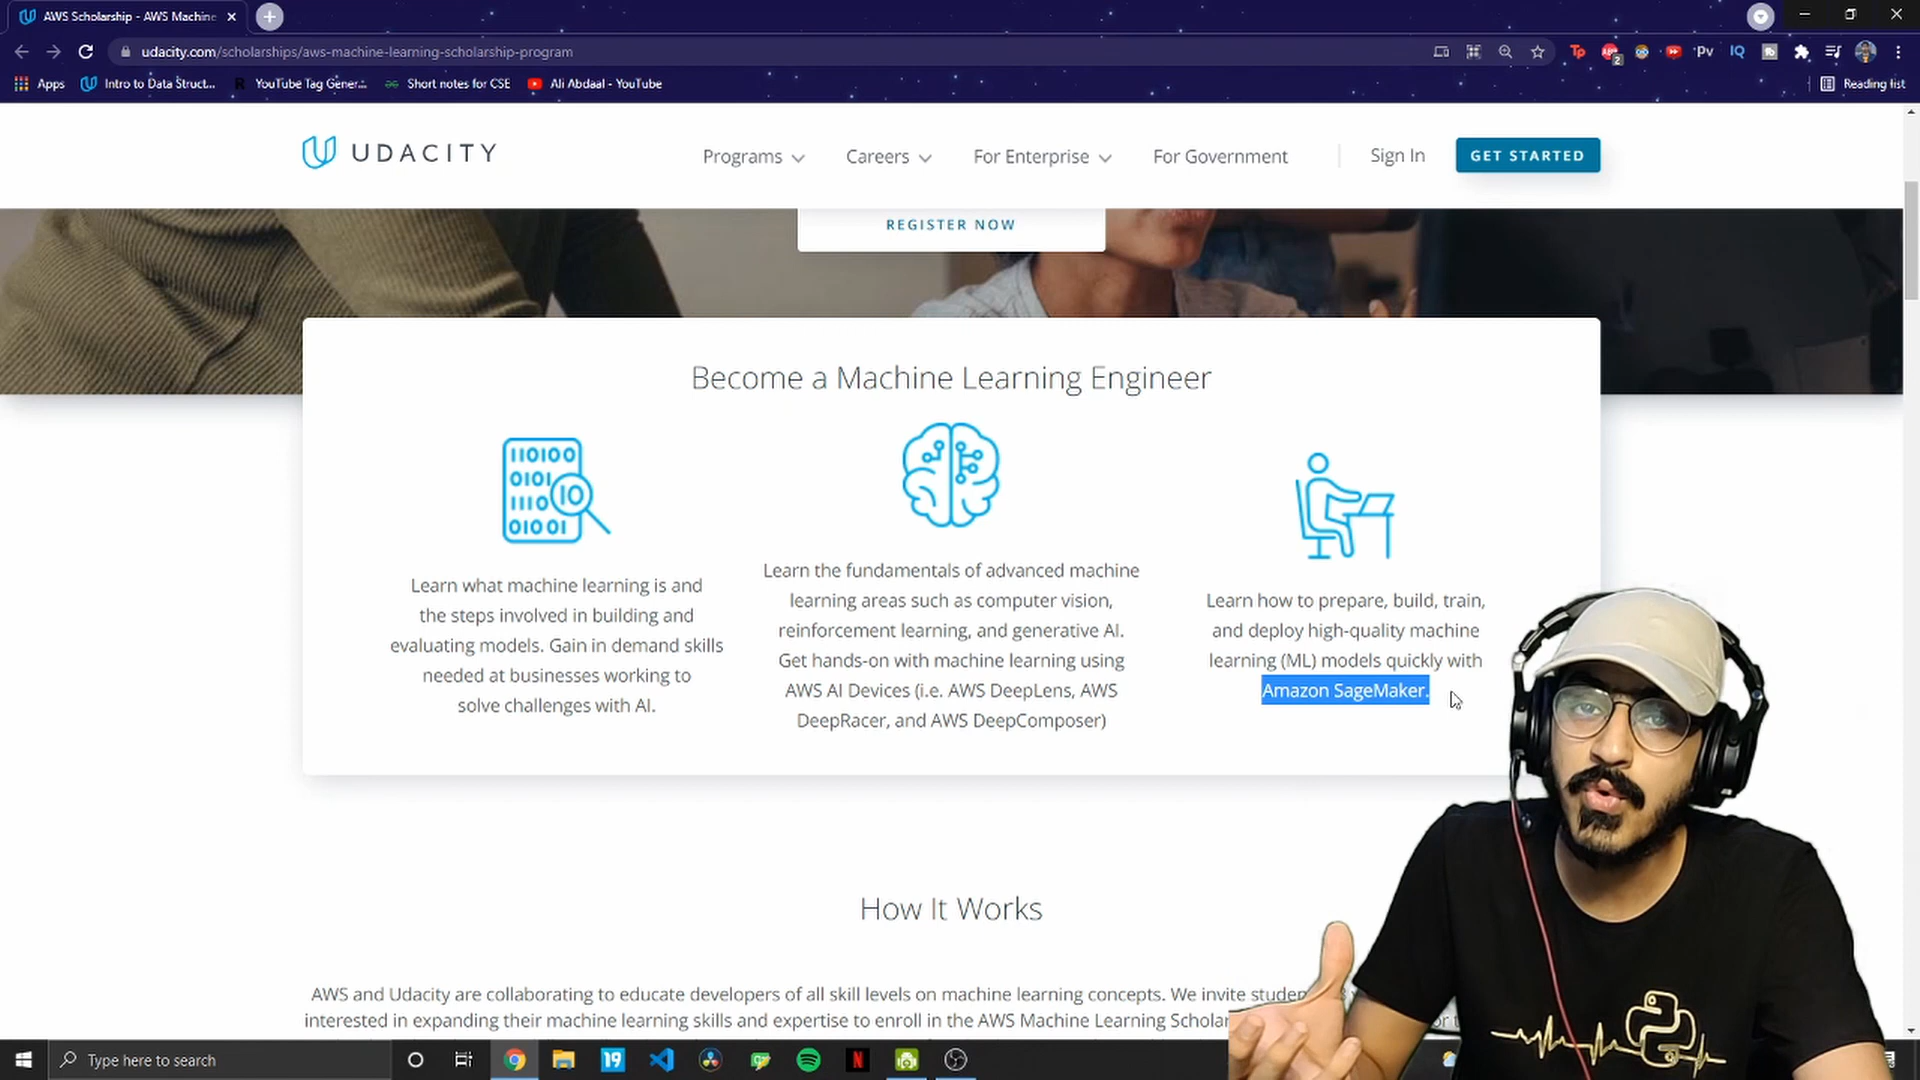 AWS Scholarship - AWS Machine
udacity.com/scholarships/aws-machine-learning-scholarship-program
2
Pv
IQ
Apps
Intro to Data Struct...
YouTube Tag Gener...
Short notes for CSE
Ali Abdaal - YouTube
Reading list
UDACITY
Programs
Careers
For Enterprise
For Government
Sign In
GET STARTED
REGISTER NOW
Become a Machine Learning Engineer
Learn what machine learning is and
the steps involved in building and
evaluating models. Gain in demand skills
needed at businesses working to
solve challenges with AI.
Learn the fundamentals of advanced machine
learning areas such as computer vision,
reinforcement learning, and generative AI.
Get hands-on with machine learning using
AWS AI Devices (i.e. AWS DeepLens, AWS
DeepRacer, and AWS DeepComposer)
Learn how to prepare, build, train,
and deploy high-quality machine
learning (ML) models quickly with
Amazon SageMaker.
How It Works
AWS and Udacity are collaborating to educate developers of all skill levels on machine learning concepts. We invite
interested in expanding their machine learning skills and expertise to enroll in the AWS Machine Learning
Type here to search
19
N